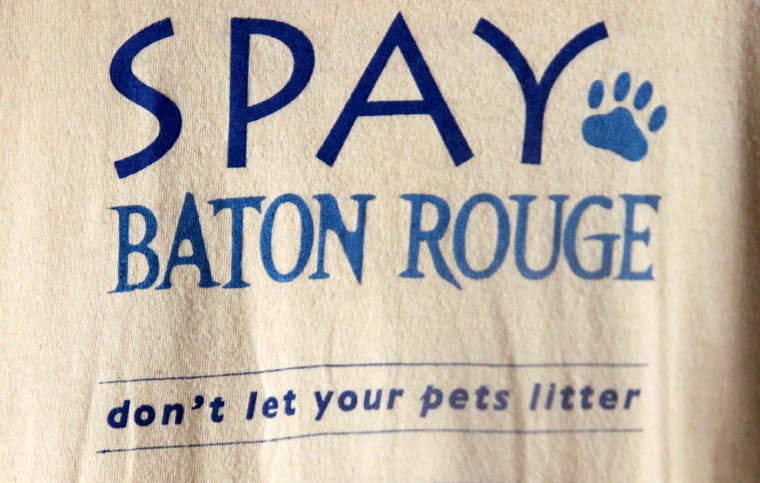 SPAY
BATON ROUGE
don't let your pets litter